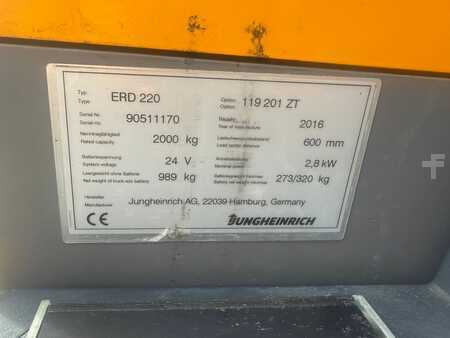 Typ
Type
ERD 220
Option
Option
119 201 ZT
Serial Nr.
Serial no.
90511170
Baujahr
Year of manufacture
2016
Nenntragfähigkeit
Rated capacity
2000 kg
Lastschwerpunktabstand
Load center distance
600 mm
Batteriespannung
System voltage
24 V
Nominal power
2,8 kW
Leergewicht ohne Batterie
Net weight of truck w/o battery
989 kg
Batteriegewicht min/max
Battery net weight min/max
273/320 kg
Hersteller
Manufacturer
Jungheinrich AG, 22039 Hamburg, Germany
CE
JUNGHEINRICH